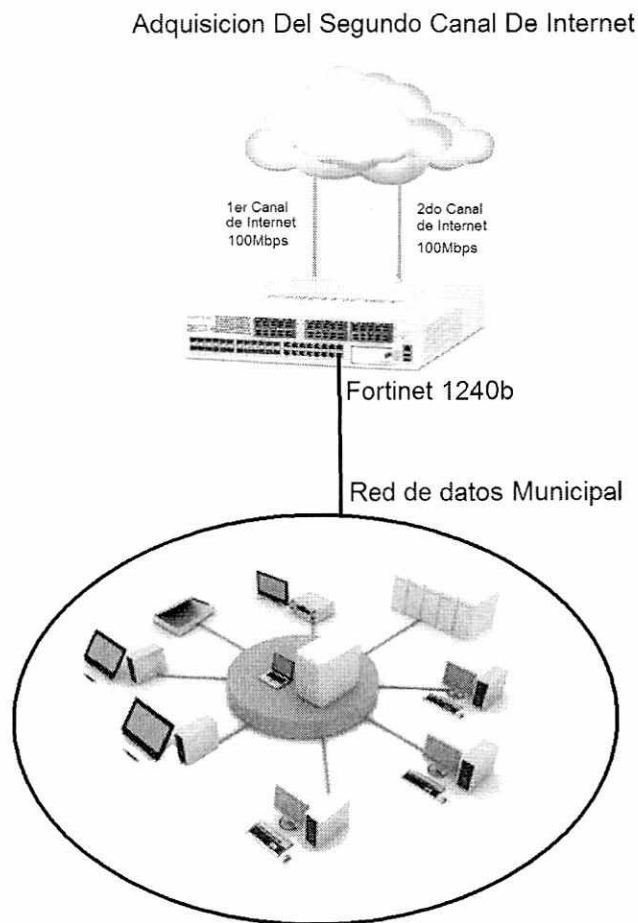 Adquisicion Del Segundo Canal De Internet
1er Canal
de Internet
100Mbps
2do Canal
de Internet
100Mbps
Fortinet 1240b
Red de datos Municipal